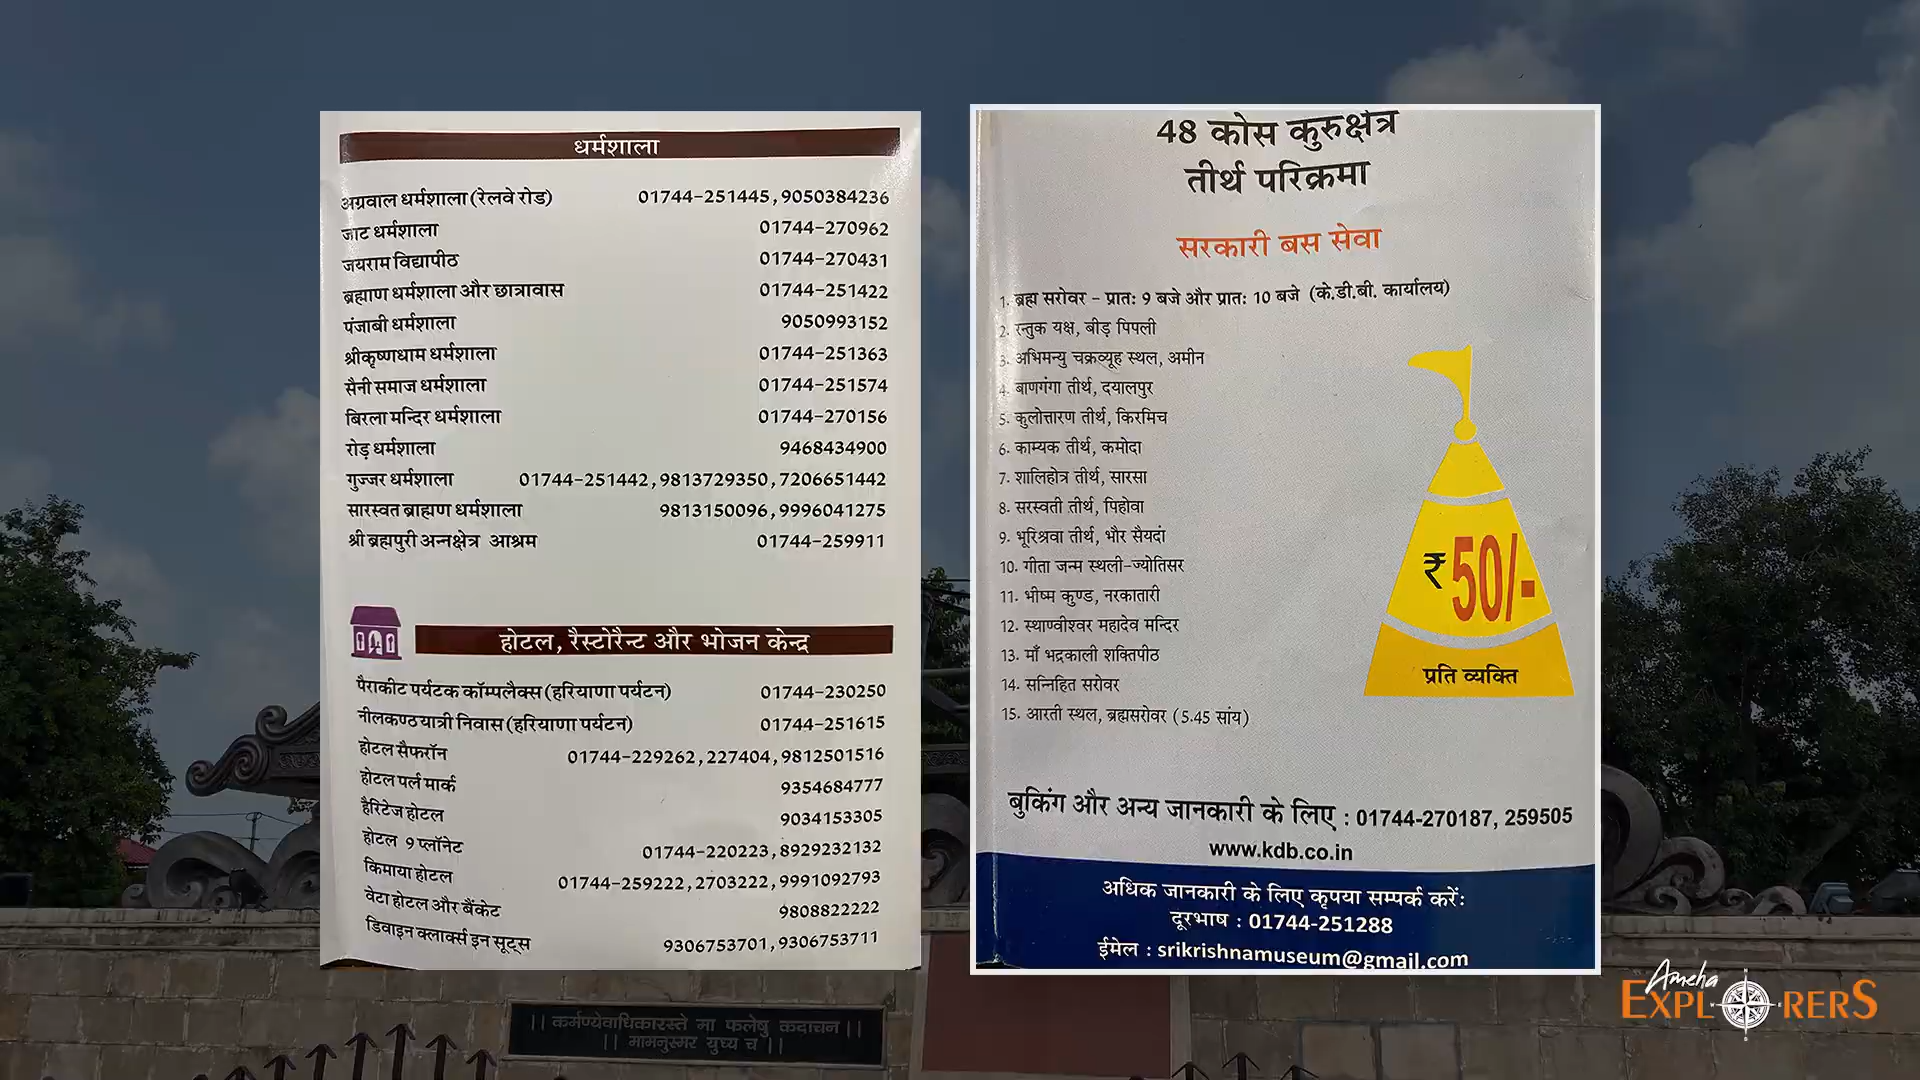 धर्मशाला
अग्रवाल धर्मशाला (रेलवे रोड) 01744-251445, 9050384236
जाट धर्मशाला 01744-270962
जयराम विद्यापीठ 01744-270431
ब्रह्माण धर्मशाला और छात्रावास 01744-251422
पंजाबी धर्मशाला 9050993152
श्रीकृष्णधाम धर्मशाला 01744-251363
सैनी समाज धर्मशाला 01744-251574
बिरला मन्दिर धर्मशाला 01744-270156
रोड़ धर्मशाला 9468434900
गुज्जर धर्मशाला 01744-251442, 9813729350, 7206651442
सारस्वत ब्राह्मण धर्मशाला 9813150096, 9996041275
श्री ब्रह्मपुरी अन्नक्षेत्र आश्रम 01744-259911
होटल, रैस्टोरैन्ट और भोजन केन्द्र
पैराकीट पर्यटक कॉम्पलैक्स (हरियाणा पर्यटन) 01744-230250
नीलकण्ठ यात्री निवास (हरियाणा पर्यटन) 01744-251615
होटल सैफरॉन 01744-229262, 227404, 9812501516
होटल पर्ल मार्क 9354684777
हैरिटेज होटल 9034153305
होटल 9 प्लॉनेट 01744-220223, 8929232132
किमाया होटल 01744-259222, 2703222, 9991092793
वेटा होटल और बैंकेट 9808822222
डिवाइन क्लार्क्स इन सूट्स 9306753701, 9306753711
48 कोस कुरुक्षेत्र
तीर्थ परिक्रमा
सरकारी बस सेवा
1. ब्रह्म सरोवर - प्रातः 9 बजे और प्रातः 10 बजे (के.डी.बी. कार्यालय)
2. रन्तुक यक्ष, बीड़ पिपली
3. अभिमन्यु चक्रव्यूह स्थल, अमीन
4. बाणगंगा तीर्थ, दयालपुर
5. कुलोत्तारण तीर्थ, किरमिच
6. काम्यक तीर्थ, कमोदा
7. शालिहोत्र तीर्थ, सारसा
8. सरस्वती तीर्थ, पिहोवा
9. भूरिश्रवा तीर्थ, भौर सैयदां
10. गीता जन्म स्थली-ज्योतिसर
11. भीष्म कुण्ड, नरकातारी
12. स्थाण्वीश्वर महादेव मन्दिर
13. माँ भद्रकाली शक्तिपीठ
14. सन्निहित सरोवर
15. आरती स्थल, ब्रह्मसरोवर (5.45 सांय)
₹50/-
प्रति व्यक्ति
बुकिंग और अन्य जानकारी के लिए : 01744-270187, 259505
www.kdb.co.in
अधिक जानकारी के लिए कृपया सम्पर्क करें:
दूरभाष : 01744-251288
ईमेल : srikrishnamuseum@gmail.com
|| कर्मण्येवाधिकारस्ते मा फलेषु कदाचन ||
|| मामनुस्मर युध्य च ||
Ameha
EXPLORERS